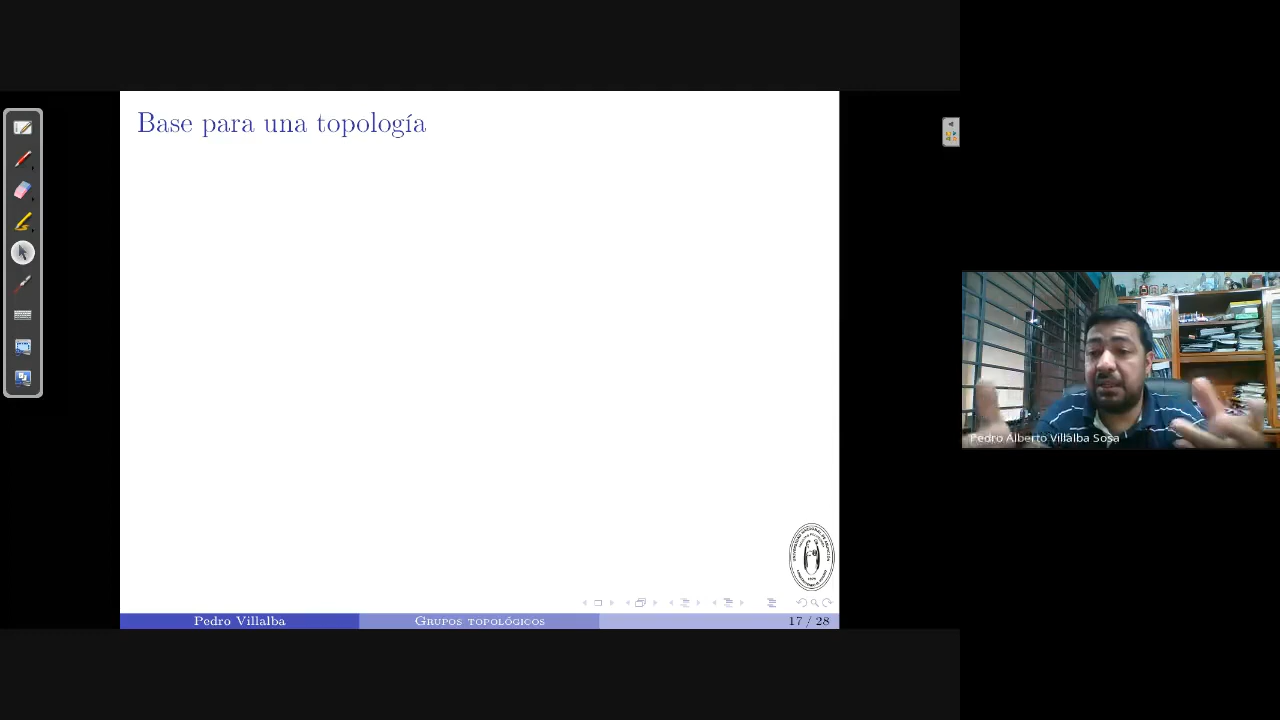 Base para una topología
Pedro Alberto Villalba Sosa
Pedro Villalba
Grupos topológicos
17 / 28